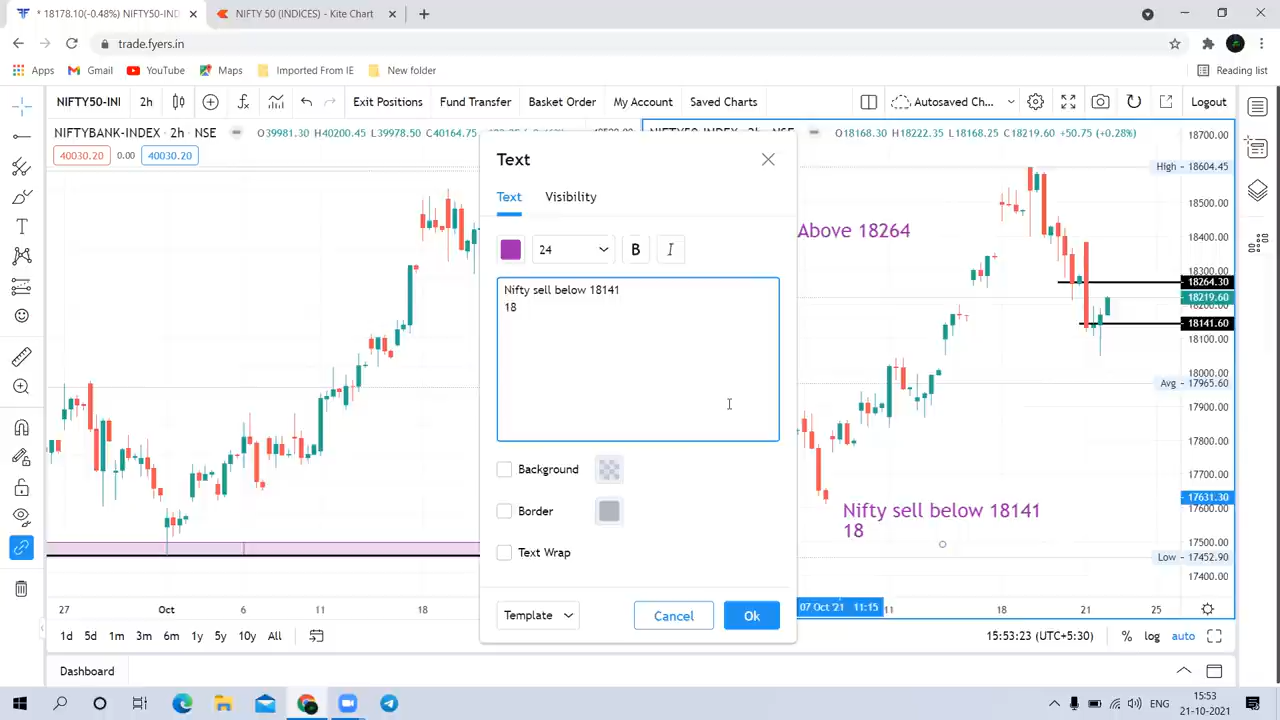 * 18178.10(-0.48%) NIFTY50-IND
NIFTY 50 (INDICES) - Kite Chart
trade.fyers.in
Apps
Gmail
YouTube
Maps
Imported From IE
New folder
Reading list
NIFTY50-INI
2h
Exit Positions
Fund Transfer
Basket Order
My Account
Saved Charts
Autosaved Ch...
Logout
NIFTYBANK-INDEX · 2h · NSE
O39981.30 H40200.45 L39978.50 C40164.75
O18168.30 H18222.35 L18168.25 C18219.60 +50.75 (+0.28%)
40030.20 0.00 40030.20
Text
Text
Visibility
24
B
I
Nifty sell below 18141
18
Background
Border
Text Wrap
Template
Cancel
Ok
Above 18264
Nifty sell below 18141
18
18700.00
High - 18604.45
18500.00
18400.00
18300.00
18264.30
18219.60
18141.60
18100.00
18000.00
Avg - 17965.60
17900.00
17800.00
17700.00
17631.30
17600.00
17500.00
Low - 17452.90
17400.00
27
Oct
6
11
18
07 Oct '21 11:15
11
18
21
25
1d 5d 1m 3m 6m 1y 5y 10y All
15:53:23 (UTC+5:30)
% log auto
Dashboard
ENG
15:53
21-10-2021